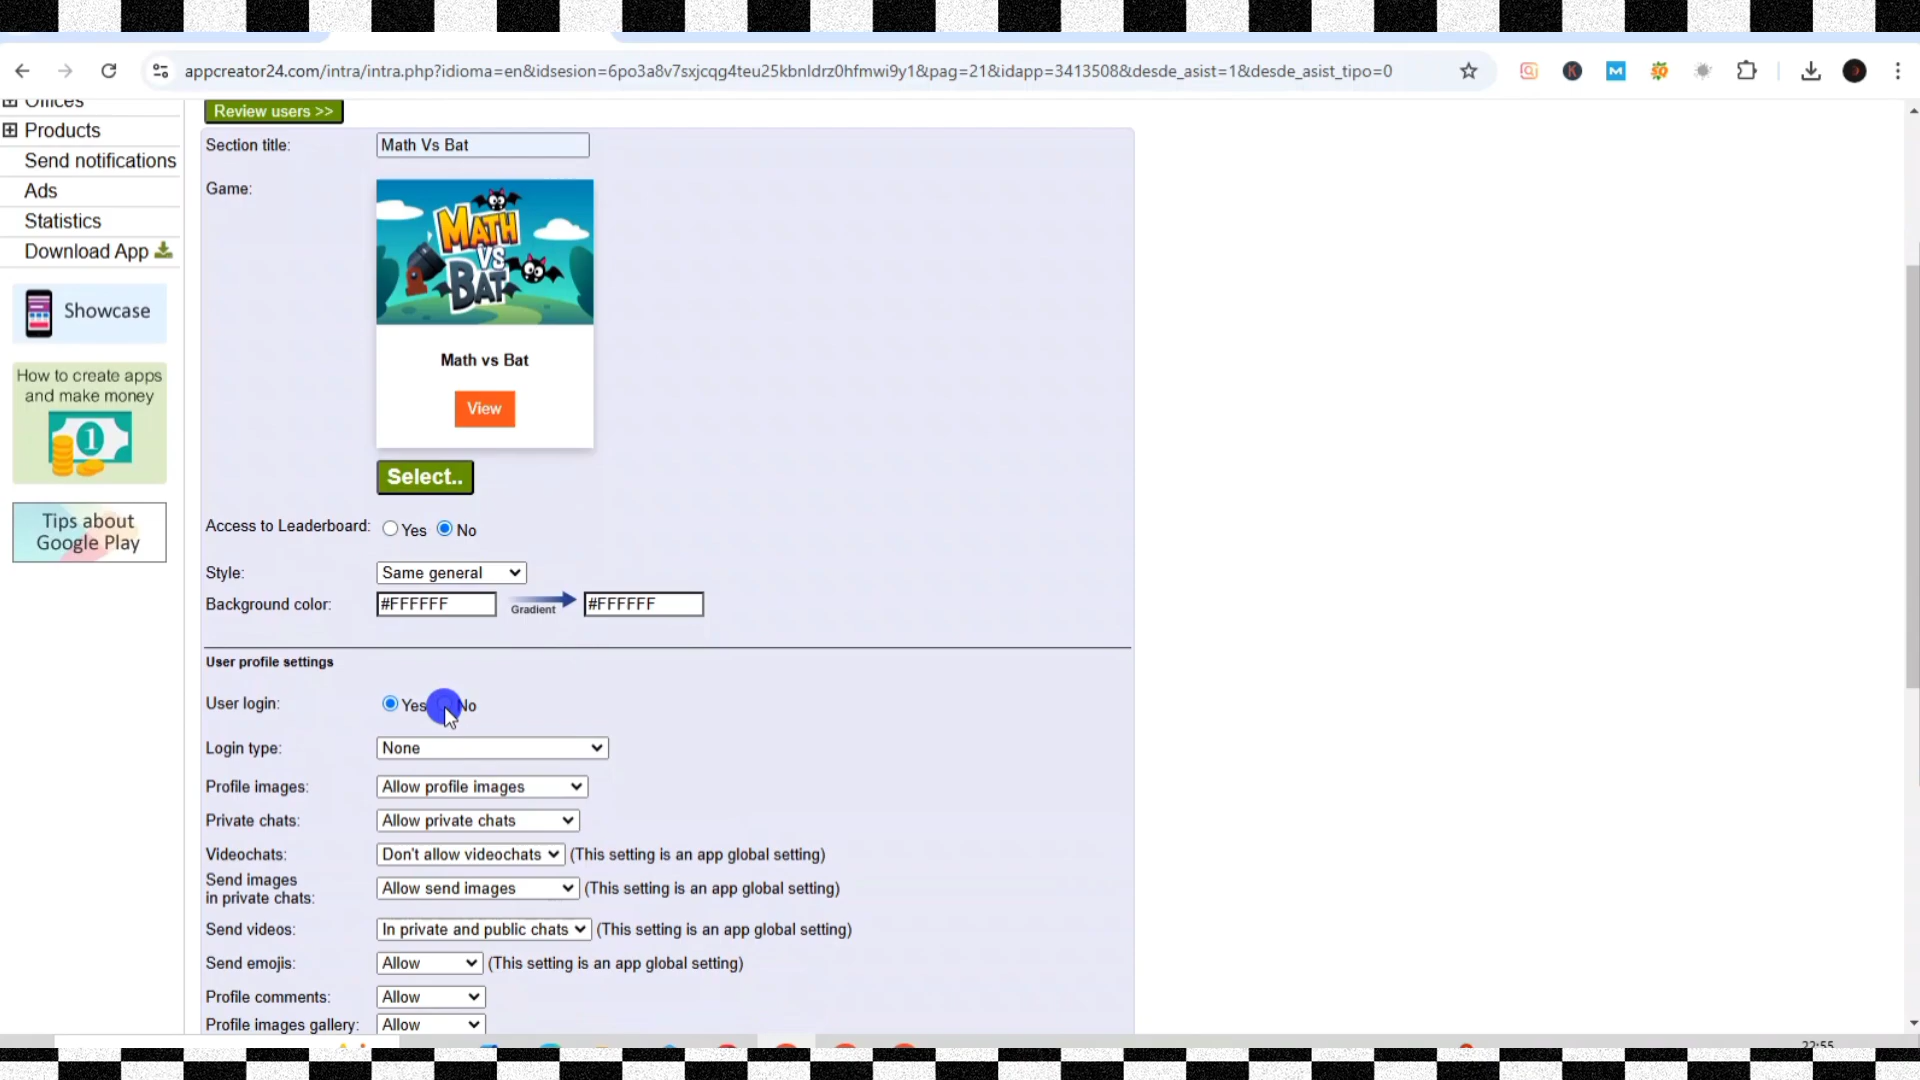 appcreator24.com/intra/intra.php?idioma=en&idsesion=6po3a8v7sxjcqg4teu25kbnldrz0hfmwi9y1&pag=21&idapp=3413508&desde_asist=1&desde_asist_tipo=0
Offices
Products
Send notifications
Ads
Statistics
Download App
Showcase
How to create apps
and make money
1
Tips about
Google Play
Review users >>
Section title: Math Vs Bat
Game:
MATH
VS
BAT
Math vs Bat
View
Select..
Access to Leaderboard: Yes No
Style: Same general
Background color: #FFFFFF Gradient #FFFFFF
User profile settings
User login: Yes No
Login type: None
Profile images: Allow profile images
Private chats: Allow private chats
Videochats: Don't allow videochats (This setting is an app global setting)
Send images
in private chats: Allow send images (This setting is an app global setting)
Send videos: In private and public chats (This setting is an app global setting)
Send emojis: Allow (This setting is an app global setting)
Profile comments: Allow
Profile images gallery: Allow
22:55